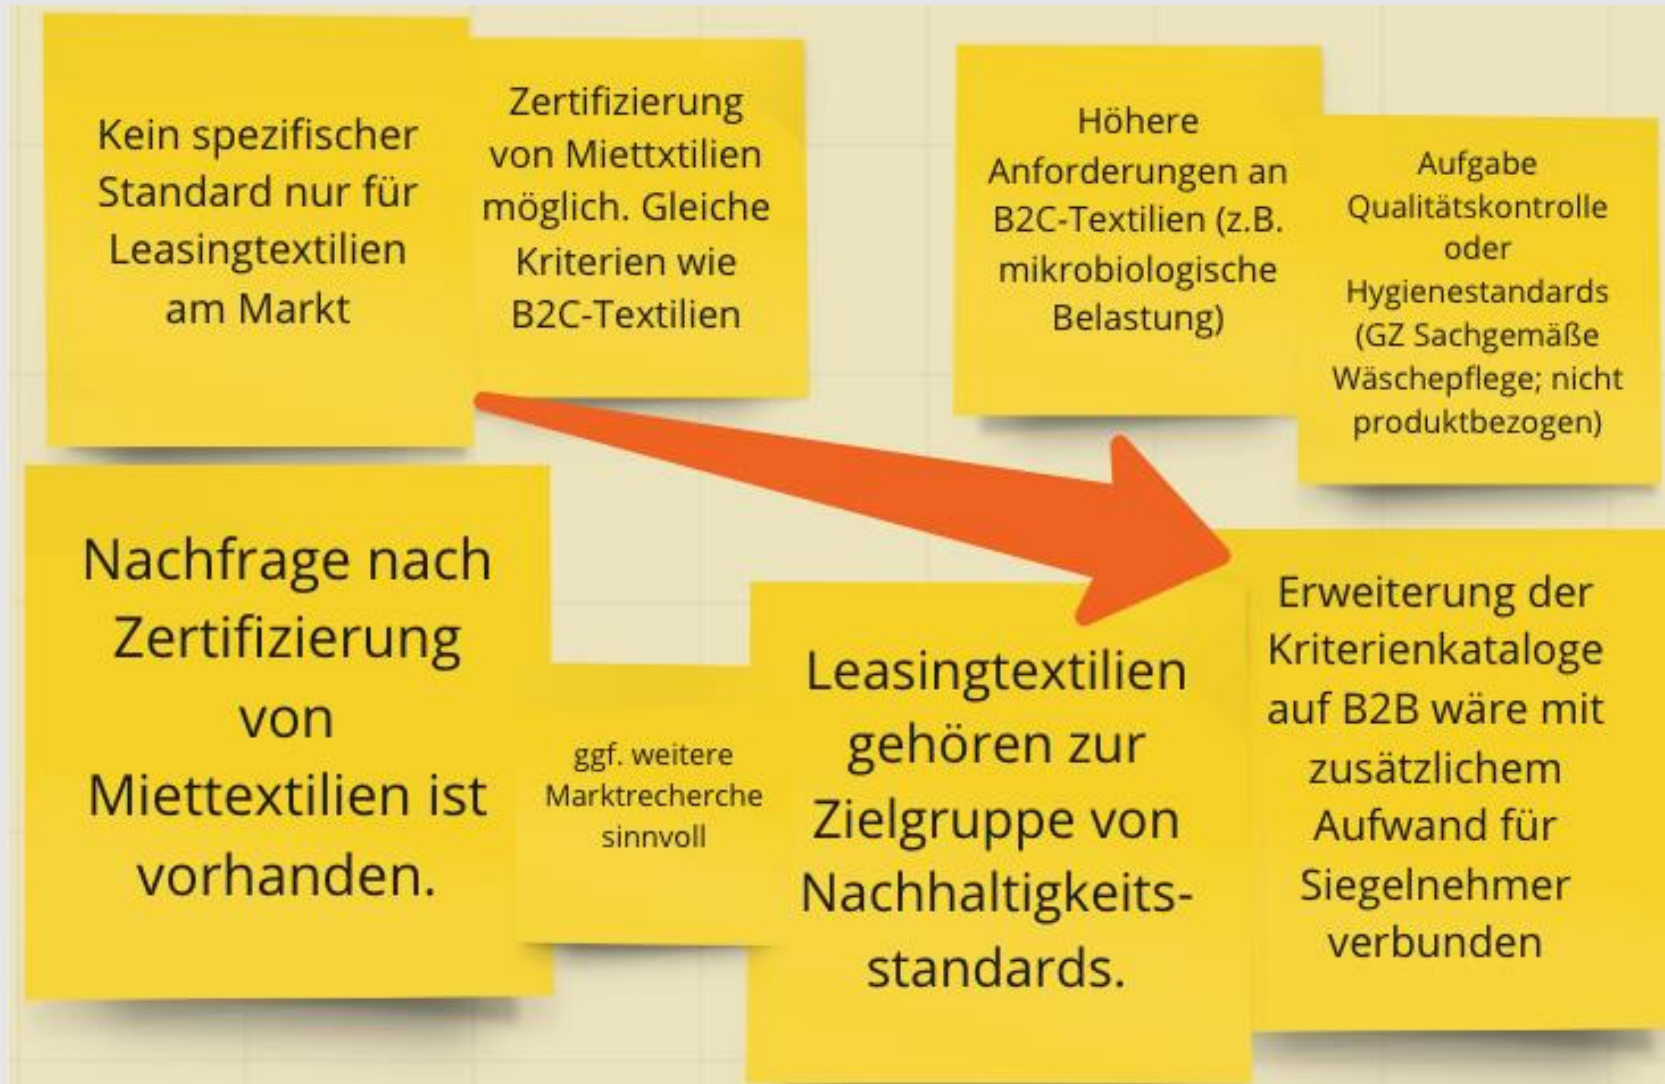 Kein spezifischer
Standard nur für
Leasingtextilien
am Markt
Zertifizierung
von Miettxtilien
möglich. Gleiche
Kriterien wie
B2C-Textilien
Höhere
Anforderungen an
B2C-Textilien (z.B.
mikrobiologische
Belastung)
Aufgabe
Qualitätskontrolle
oder
Hygienestandards
(GZ Sachgemäße
Wäschepflege; nicht
produktbezogen)
Nachfrage nach
Zertifizierung
von
Miettextilien ist
vorhanden.
ggf. weitere
Marktrecherche
sinnvoll
Leasingtextilien
gehören zur
Zielgruppe von
Nachhaltigkeits-
standards.
Erweiterung der
Kriterienkataloge
auf B2B wäre mit
zusätzlichem
Aufwand für
Siegelnehmer
verbunden